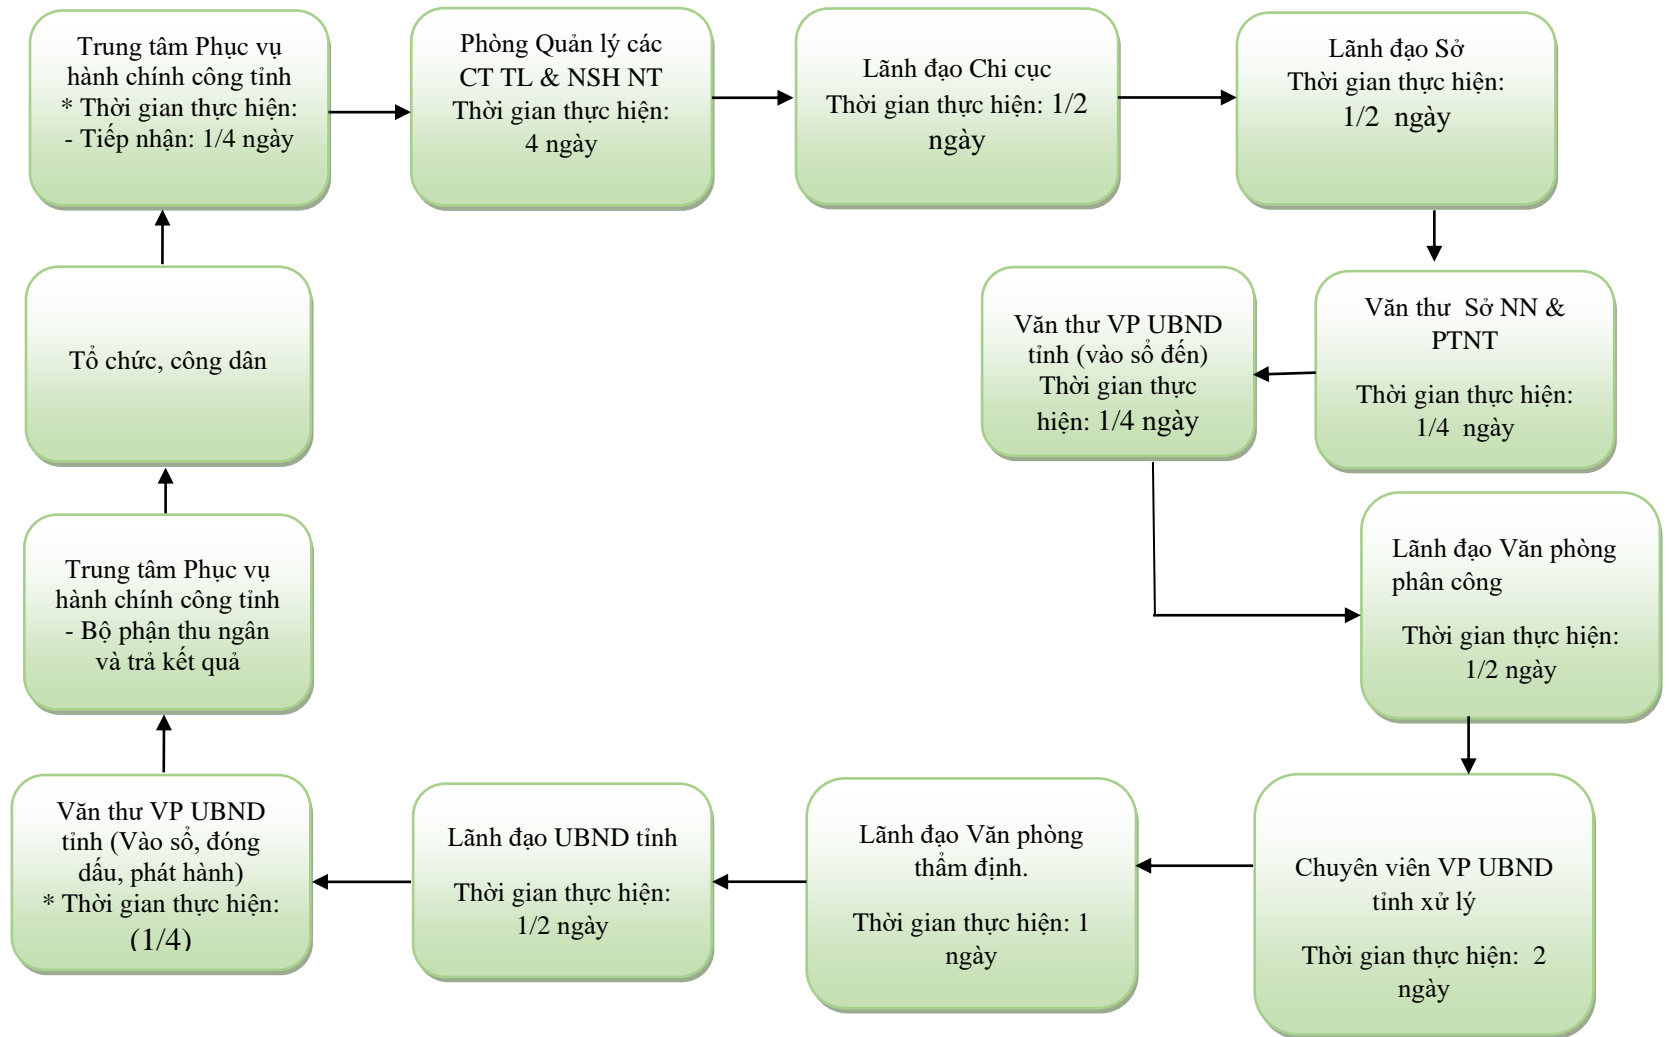 Trung tâm Phục vụ
hành chính công tỉnh
* Thời gian thực hiện:
- Tiếp nhận: 1/4 ngày
Phòng Quản lý các
CT TL & NSH NT
Thời gian thực hiện:
4 ngày
Lãnh đạo Chi cục
Thời gian thực hiện: 1/2
ngày
Lãnh đạo Sở
Thời gian thực hiện:
1/2 ngày
Văn thư Sở NN &
PTNT
Thời gian thực hiện:
1/4 ngày
Văn thư VP UBND
tỉnh (vào sổ đến)
Thời gian thực
hiện: 1/4 ngày
Lãnh đạo Văn phòng
phân công
Thời gian thực hiện:
1/2 ngày
Chuyên viên VP UBND
tỉnh xử lý
Thời gian thực hiện: 2
ngày
Lãnh đạo Văn phòng
thẩm định.
Thời gian thực hiện: 1
ngày
Lãnh đạo UBND tỉnh
Thời gian thực hiện:
1/2 ngày
Văn thư VP UBND
tỉnh (Vào sổ, đóng
dấu, phát hành)
* Thời gian thực hiện:
(1/4)
Trung tâm Phục vụ
hành chính công tỉnh
- Bộ phận thu ngân
và trả kết quả
Tổ chức, công dân